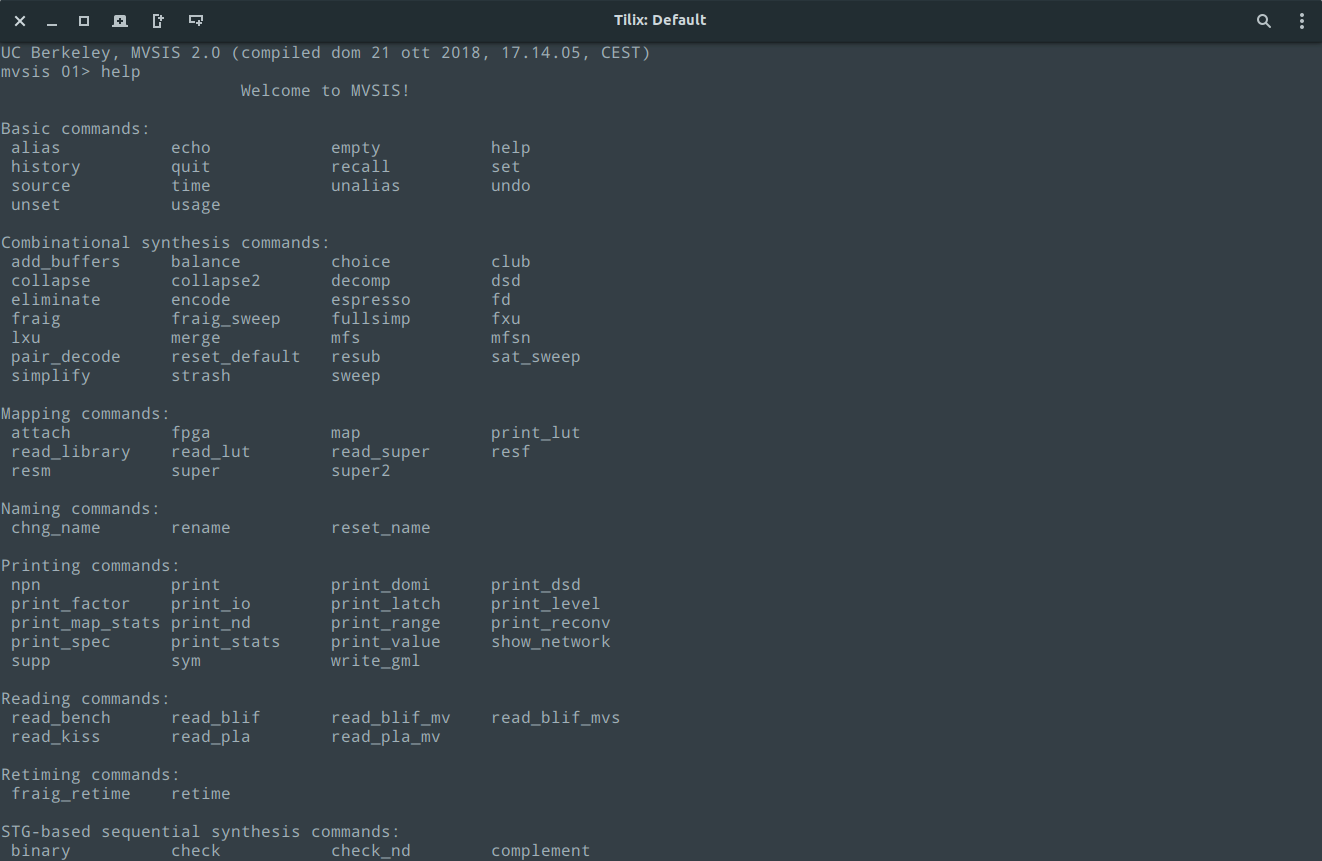 Tilix: Default
UC Berkeley, MVSIS 2.0 (compiled dom 21 ott 2018, 17.14.05, CEST)
mvsis 01> help
Welcome to MVSIS!
Basic commands:
alias echo empty help
history quit recall set
source time unalias undo
unset usage
Combinational synthesis commands:
add_buffers balance choice club
collapse collapse2 decomp dsd
eliminate encode espresso fd
fraig fraig_sweep fullsimp fxu
lxu merge mfs mfsn
pair_decode reset_default resub sat_sweep
simplify strash sweep
Mapping commands:
attach fpga map print_lut
read_library read_lut read_super resf
resm super super2
Naming commands:
chng_name rename reset_name
Printing commands:
npn print print_domi print_dsd
print_factor print_io print_latch print_level
print_map_stats print_nd print_range print_reconv
print_spec print_stats print_value show_network
supp sym write_gml
Reading commands:
read_bench read_blif read_blif_mv read_blif_mvs
read_kiss read_pla read_pla_mv
Retiming commands:
fraig_retime retime
STG-based sequential synthesis commands:
binary check check_nd complement